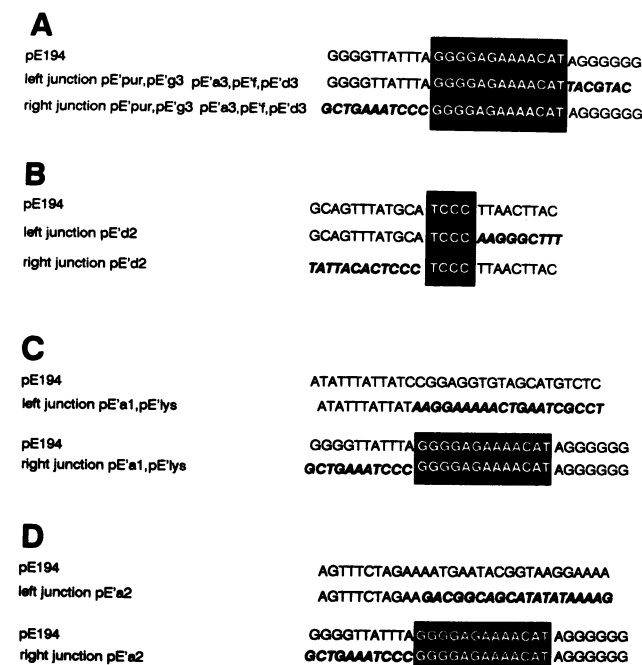 A
pE194 GGGGTTATTTA GGGGAGAAAACAT AGGGGGG
left junction pE'pur,pE'g3 pE'a3,pE'f,pE'd3 GGGGTTATTTA GGGGAGAAAACAT TACGTAC
right junction pE'pur,pE'g3 pE'a3,pE'f,pE'd3 GCTGAAATCCC GGGGAGAAAACAT AGGGGGG
B
pE194 GCAGTTTATGCA TCCC TTAACTTAC
left junction pE'd2 GCAGTTTATGCA TCCC AAGGGCTTT
right junction pE'd2 TATTACACTCCC TCCC TTAACTTAC
C
pE194 ATATTTATTATCCGGAGGTGTAGCATGTCTC
left junction pE'a1,pE'lys ATATTTATTATAAGGAAAAACTGAATCGCCT
pE194 GGGGTTATTTA GGGGAGAAAACAT AGGGGGG
right junction pE'a1,pE'lys GCTGAAATCCC GGGGAGAAAACAT AGGGGGG
D
pE194 AGTTTCTAGAAAATGAATACGGTAAGGAAAA
left junction pE'a2 AGTTTCTAGAAGACGGCAGCATATATAAAAG
pE194 GGGGTTATTTA GGGGAGAAAACAT AGGGGGG
right junction pE'a2 GCTGAAATCCC GGGGAGAAAACAT AGGGGGG